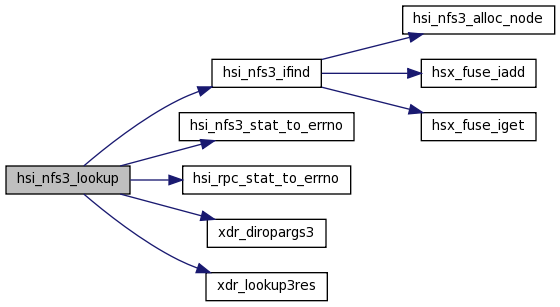 hsi_nfs3_alloc_node
hsi_nfs3_ifind
hsx_fuse_iadd
hsx_fuse_iget
hsi_nfs3_stat_to_errno
hsi_nfs3_lookup
hsi_rpc_stat_to_errno
xdr_diropargs3
xdr_lookup3res